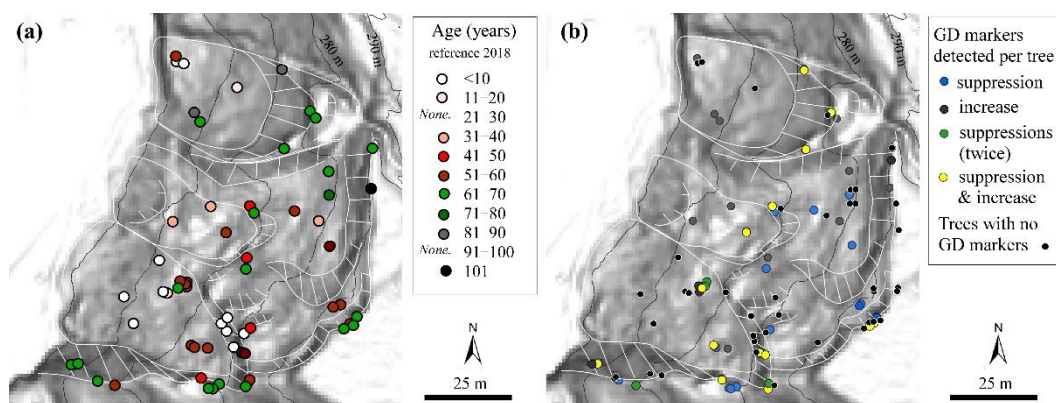 (a)
280 m
290 m
N
25 m
Age (years)
reference 2018
<10
11–20
None. 21–30
31–40
41–50
51–60
61–70
71–80
81–90
None. 91–100
101
(b)
280 m
290 m
N
25 m
GD markers
detected per tree
suppression
increase
suppressions
(twice)
suppression
& increase
Trees with no
GD markers